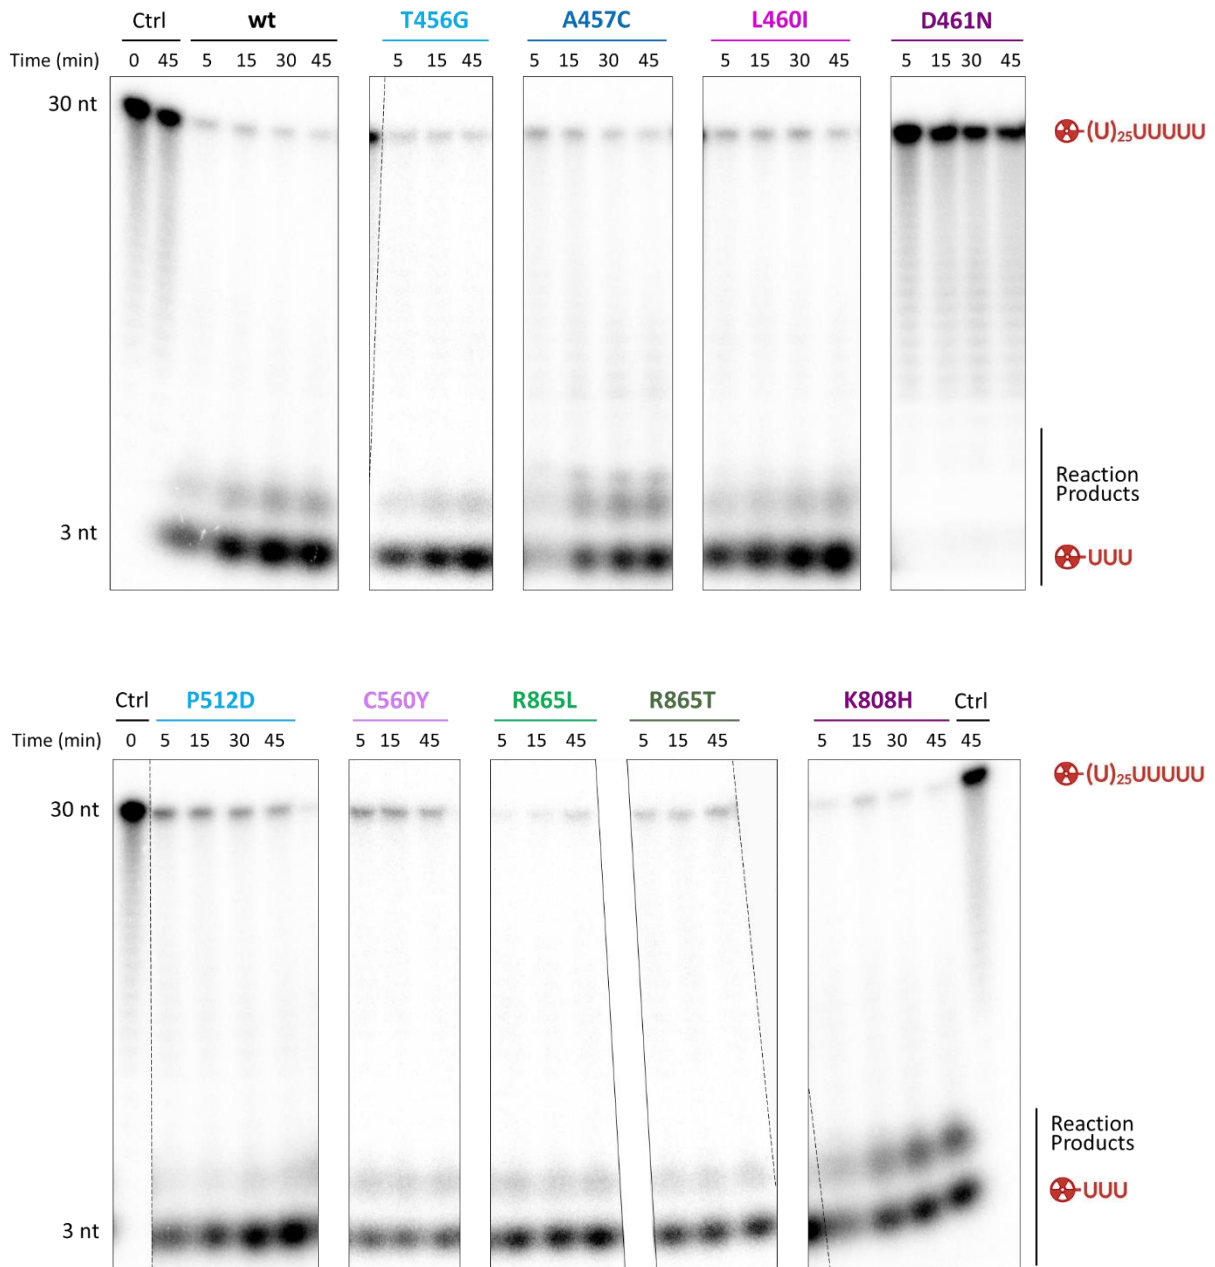 Ctrl wt T456G A457C L460I D461N
Time (min) 0 45 5 15 30 45 5 15 45 5 15 30 45 5 15 30 45 5 15 30 45
30 nt
-(U)₂₅UUUUU
Reaction
Products
3 nt
-UUU
Ctrl P512D C560Y R865L R865T K808H Ctrl
Time (min) 0 5 15 30 45 5 15 45 5 15 45 5 15 45 5 15 30 45 45
-(U)₂₅UUUUU
30 nt
Reaction
Products
-UUU
3 nt